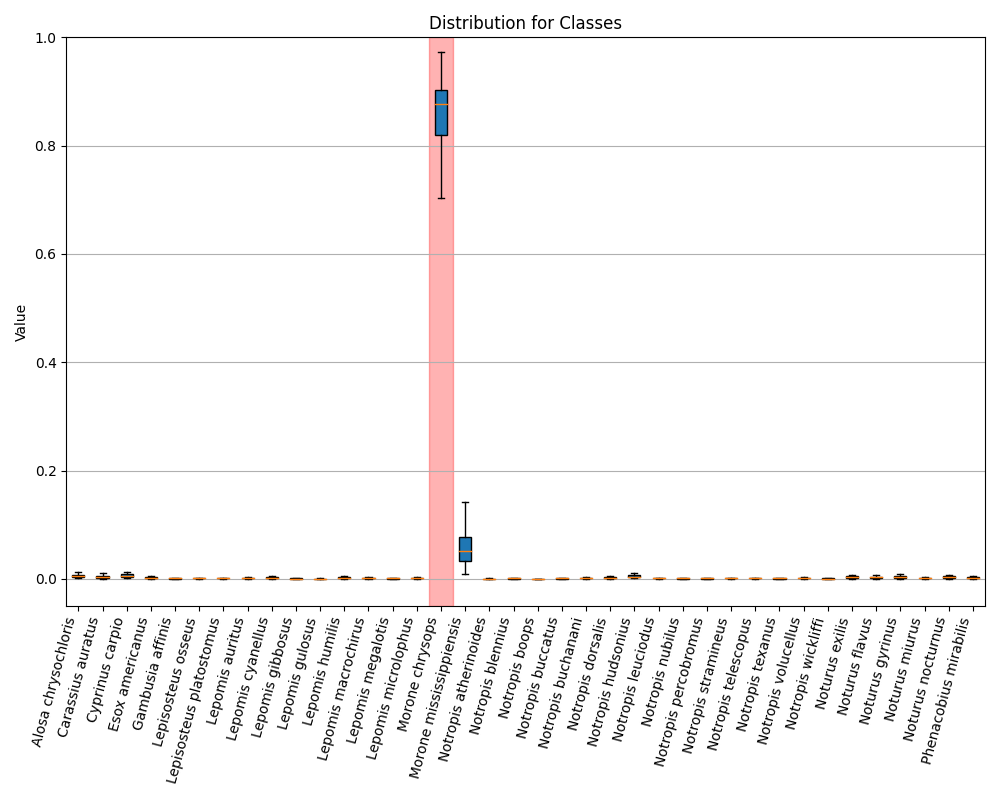 Distribution for Classes
Value
1.0
0.8
0.6
0.4
0.2
0.0
Alosa chrysochloris
Carassius auratus
Cyprinus carpio
Esox americanus
Gambusia affinis
Lepisosteus osseus
Lepisosteus platostomus
Lepomis auritus
Lepomis cyanellus
Lepomis gibbosus
Lepomis gulosus
Lepomis humilis
Lepomis macrochirus
Lepomis megalotis
Lepomis microlophus
Morone chrysops
Morone mississippiensis
Notropis atherinoides
Notropis blennius
Notropis boops
Notropis buccatus
Notropis buchanani
Notropis dorsalis
Notropis hudsonius
Notropis leuciodus
Notropis nubilus
Notropis percobromus
Notropis stramineus
Notropis telescopus
Notropis texanus
Notropis volucellus
Notropis wickliffi
Noturus exilis
Noturus flavus
Noturus gyrinus
Noturus miurus
Noturus nocturnus
Phenacobius mirabilis